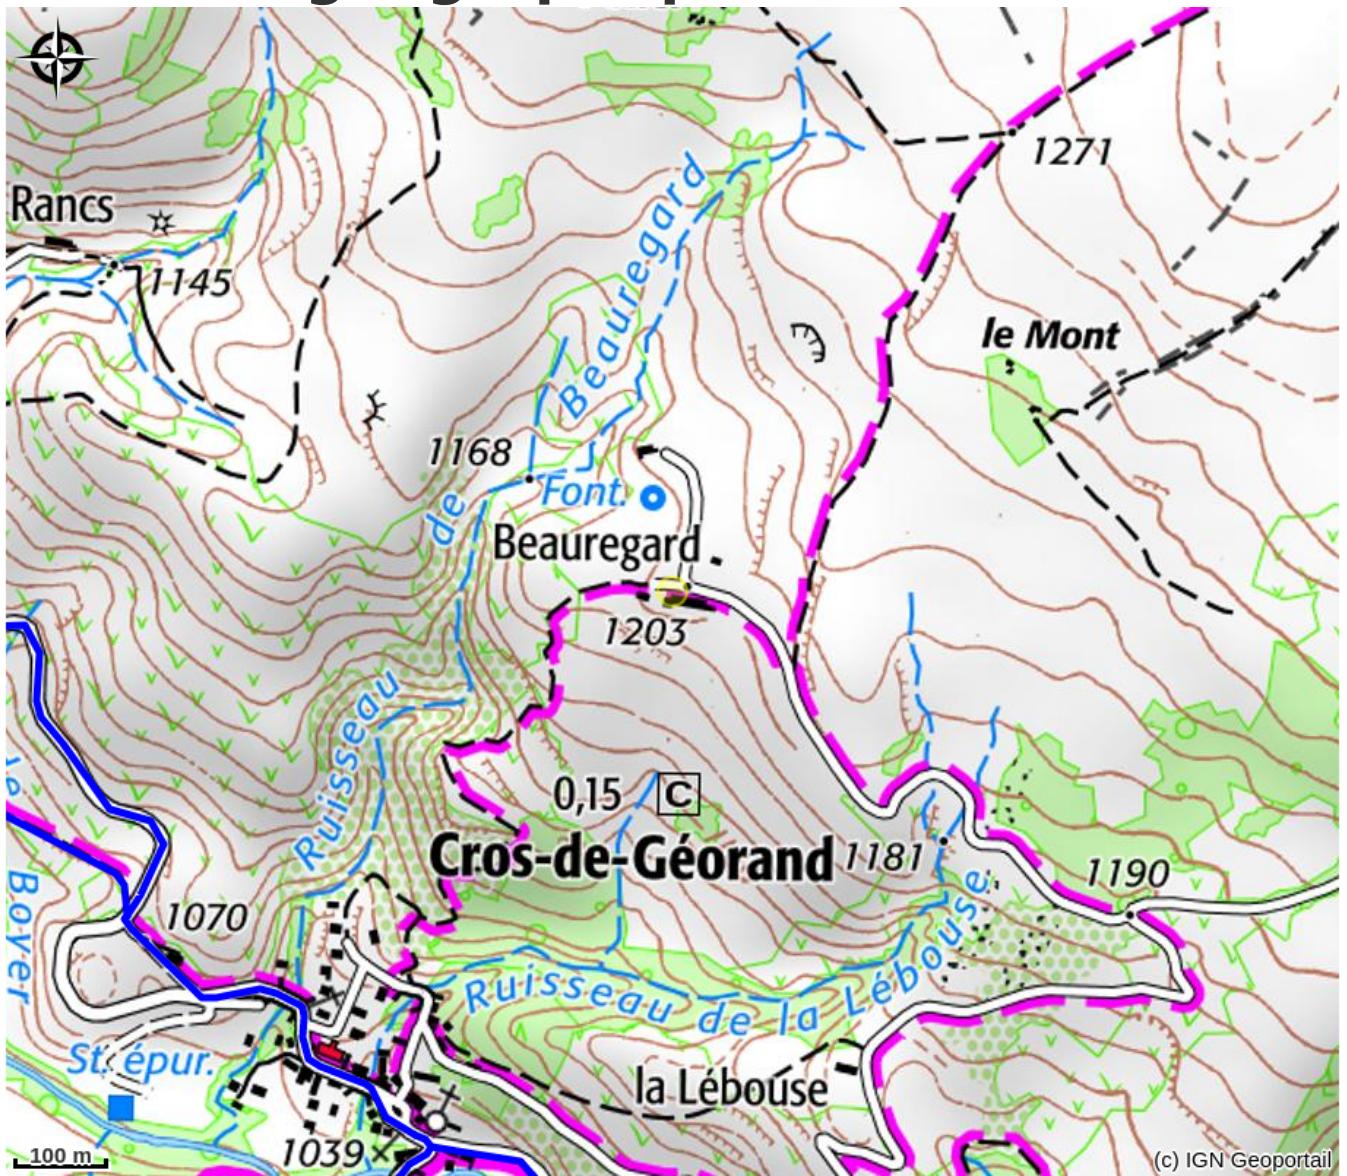 1271
Rancs
1145
le Mont
Beauregard
1168
de
Font.
Beauregard
1203
Ruisseau
0,15 C
Cros-de-Géorand
1181
1190
Boyer
1070
Ruisseau de la Lébouse
St. épur.
la Lébouse
1039
100 m
(c) IGN Geoportail